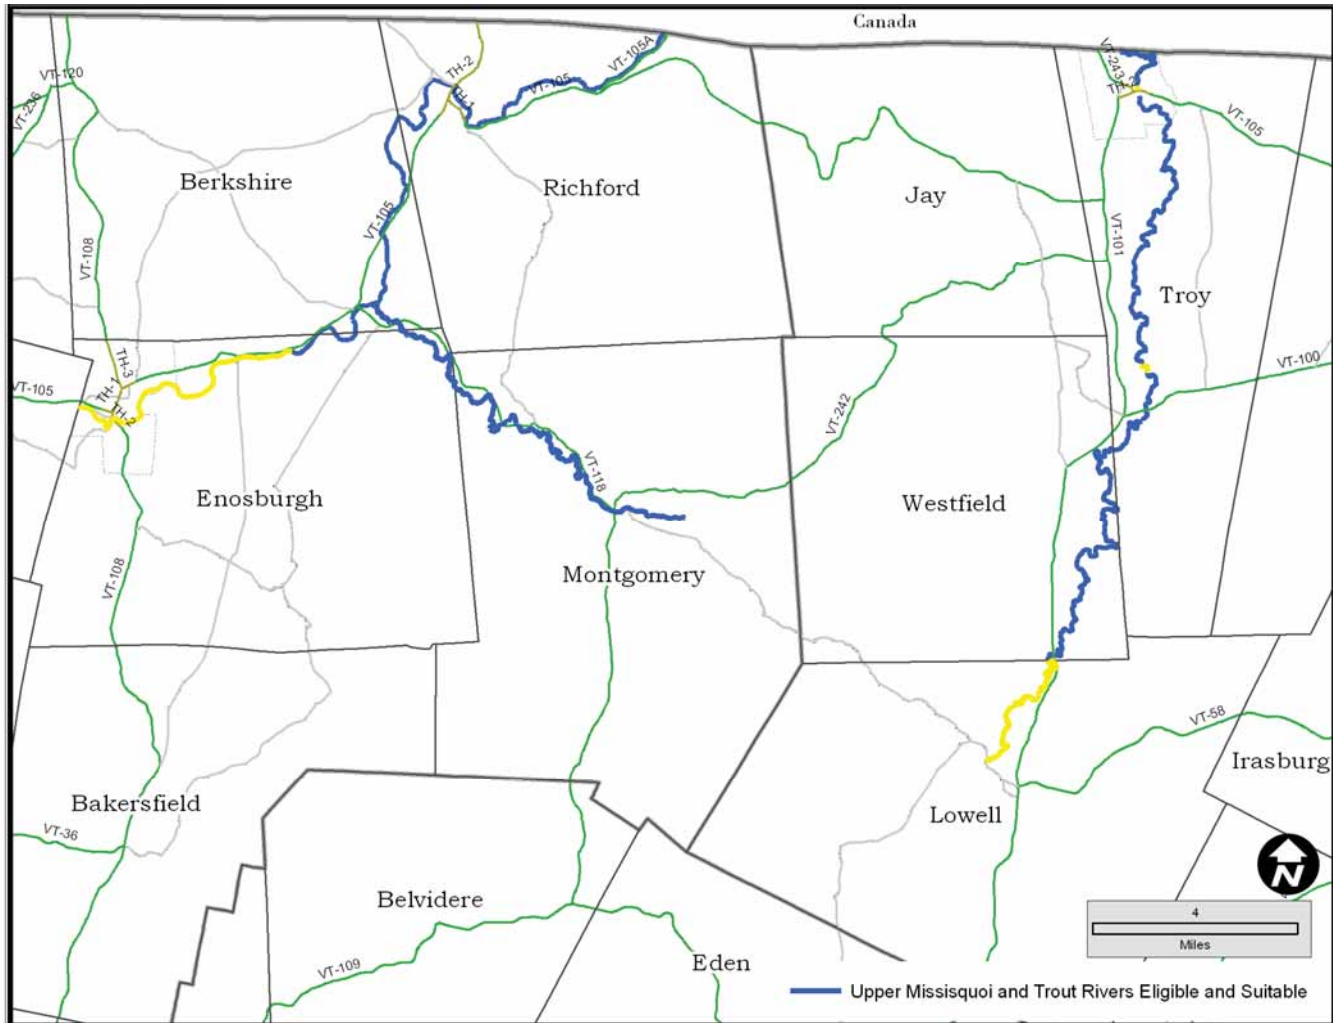 Canada
VT-120
VT-236
TH-2
TH-1
VT-105
VT-105A
VT-243
VT-105
Berkshire
Richford
Jay
VT-105
VT-108
VT-101
Troy
TH-3
TH-1
TH-2
VT-105
VT-100
VT-242
VT-118
Enosburgh
Westfield
Montgomery
VT-108
VT-58
Irasburg
Bakersfield
Lowell
VT-36
N
Belvidere
4
Miles
VT-109
Eden
Upper Missisquoi and Trout Rivers Eligible and Suitable